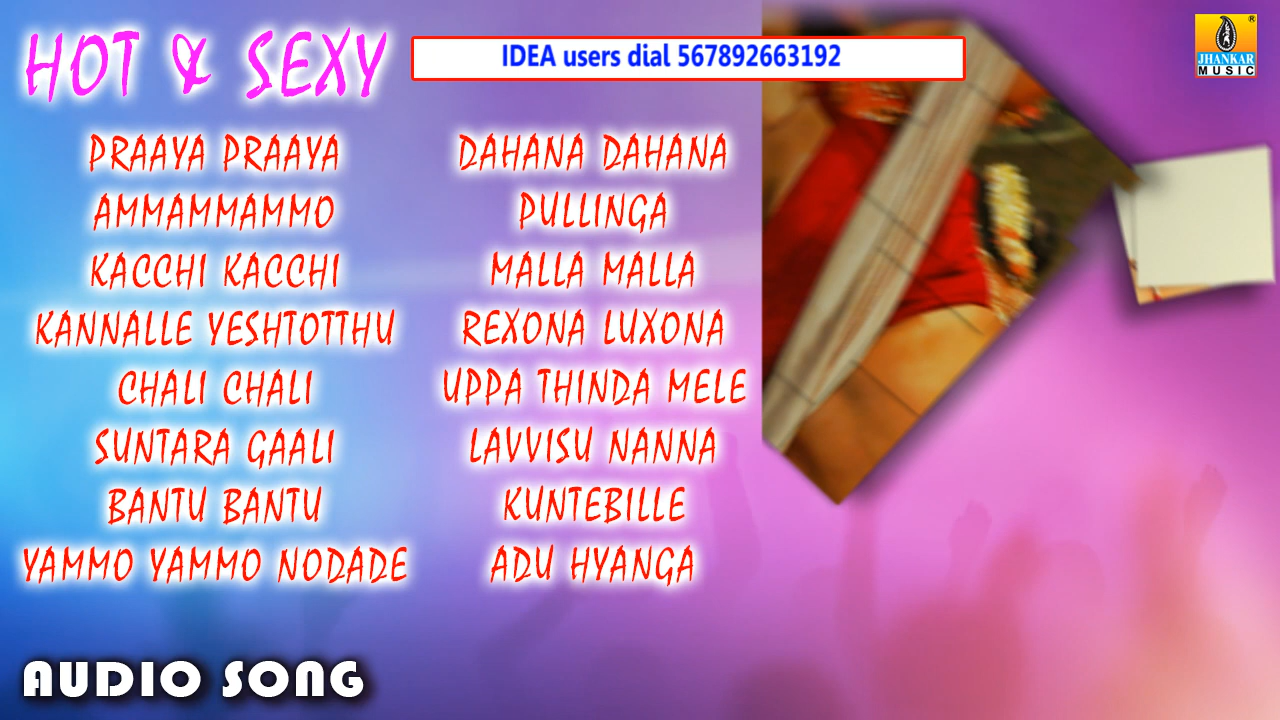 HOT & SEXY
IDEA users dial 567892663192
JHANKAR
MUSIC
PRAAYA PRAAYA
AMMAMMAMMO
KACCHI KACCHI
KANNALLE YESHTOTTHU
CHALI CHALI
SUNTARA GAALI
BANTU BANTU
YAMMO YAMMO NODADE
DAHANA DAHANA
PULLINGA
MALLA MALLA
REXONA LUXONA
UPPA THINDA MELE
LAVVISU NANNA
KUNTEBILLE
ADU HYANGA
AUDIO SONG